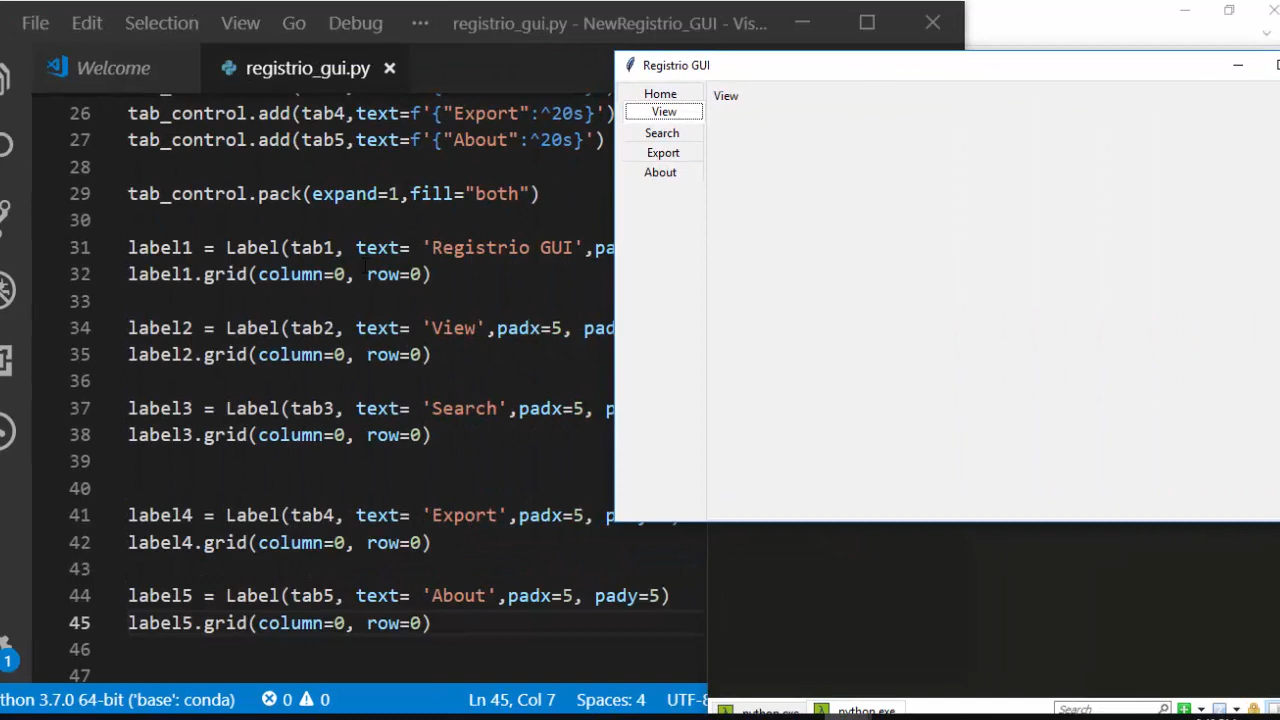 File Edit Selection View Go Debug ··· registrio_gui.py - NewRegistrio_GUI - Vis...
Welcome registrio_gui.py
26 tab_control.add(tab4,text=f'{"Export":^20s}')
27 tab_control.add(tab5,text=f'{"About":^20s}')
28
29 tab_control.pack(expand=1,fill="both")
30
31 label1 = Label(tab1, text= 'Registrio GUI',pa
32 label1.grid(column=0, row=0)
33
34 label2 = Label(tab2, text= 'View',padx=5, pad
35 label2.grid(column=0, row=0)
36
37 label3 = Label(tab3, text= 'Search',padx=5, p
38 label3.grid(column=0, row=0)
39
40
41 label4 = Label(tab4, text= 'Export',padx=5, p
42 label4.grid(column=0, row=0)
43
44 label5 = Label(tab5, text= 'About',padx=5, pady=5)
45 label5.grid(column=0, row=0)
46
47
1
thon 3.7.0 64-bit ('base': conda) 0 0 Ln 45, Col 7 Spaces: 4 UTF-8
Registrio GUI
Home
View
Search
Export
About
View
python.exe python.exe Search